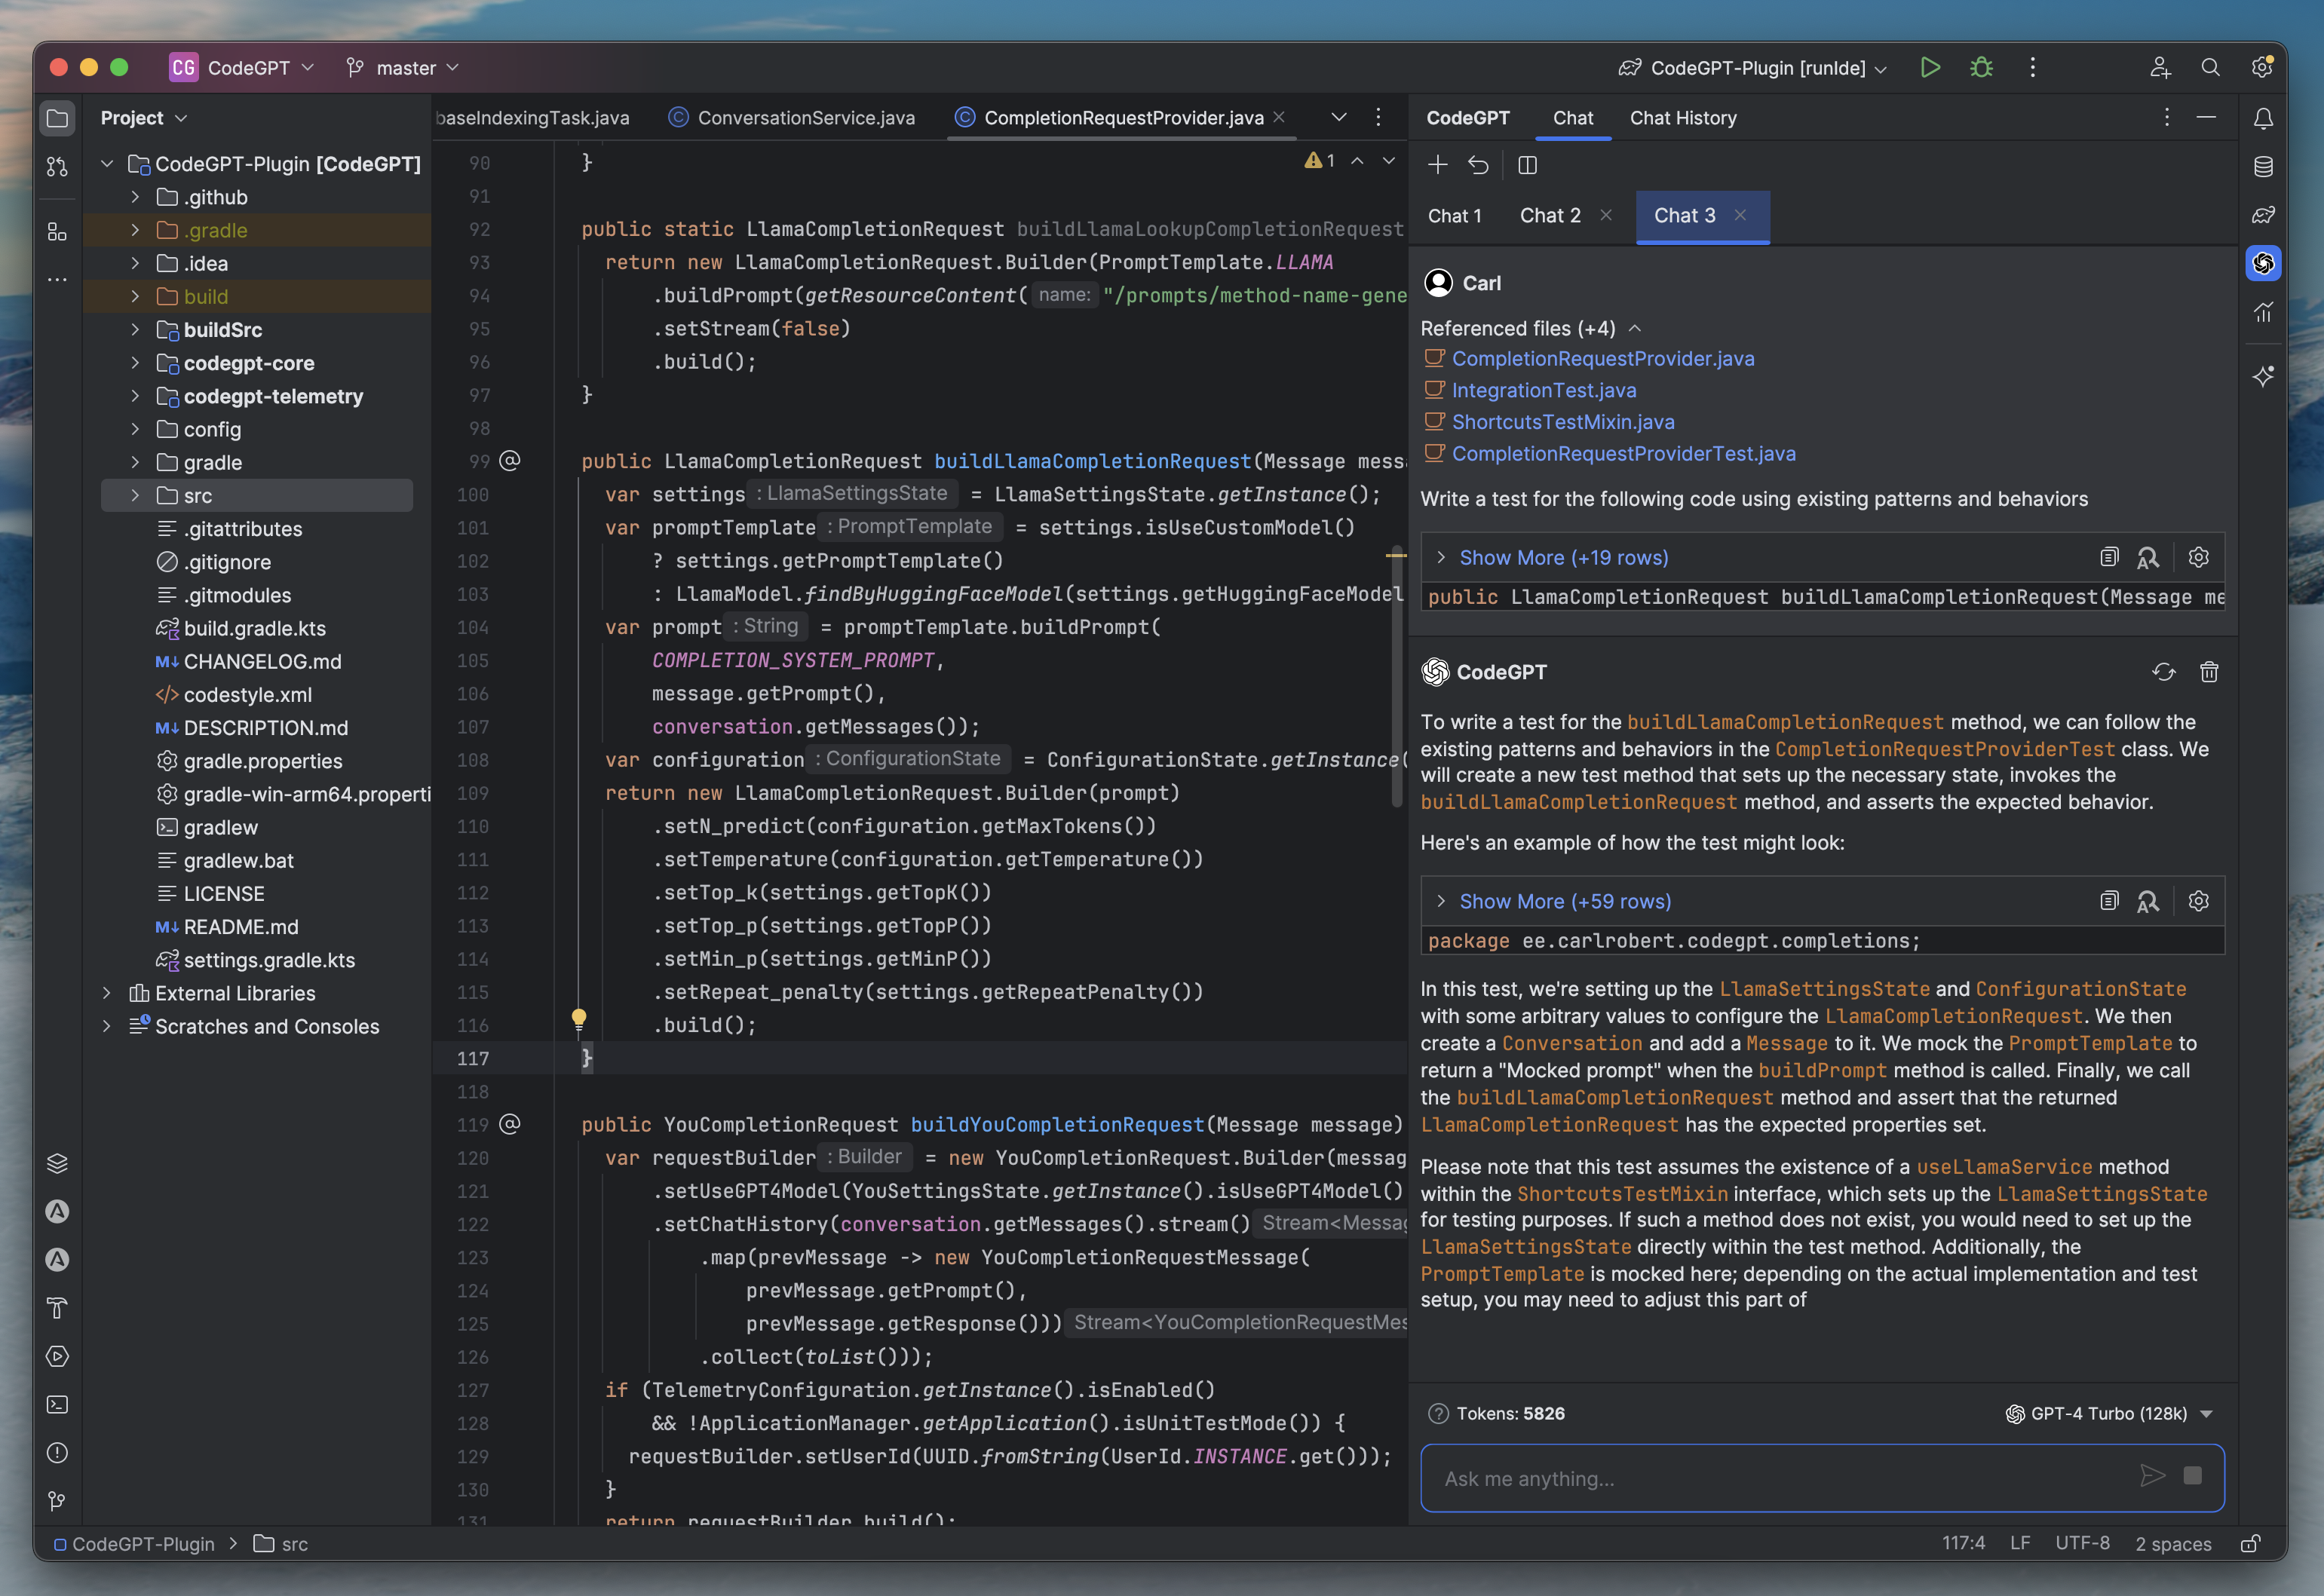 CG CodeGPT
master
CodeGPT-Plugin [runIde]
Project
CodeGPT-Plugin [CodeGPT]
.github
.gradle
.idea
build
buildSrc
codegpt-core
codegpt-telemetry
config
gradle
src
.gitattributes
.gitignore
.gitmodules
build.gradle.kts
CHANGELOG.md
codestyle.xml
DESCRIPTION.md
gradle.properties
gradle-win-arm64.properti
gradlew
gradlew.bat
LICENSE
README.md
settings.gradle.kts
External Libraries
Scratches and Consoles
baseIndexingTask.java
ConversationService.java
CompletionRequestProvider.java
1
90 }
91
92 public static LlamaCompletionRequest buildLlamaLookupCompletionRequest
93 return new LlamaCompletionRequest.Builder(PromptTemplate.LLAMA
94 .buildPrompt(getResourceContent( name: "/prompts/method-name-gene
95 .setStream(false)
96 .build();
97 }
98
99 public LlamaCompletionRequest buildLlamaCompletionRequest(Message mess
100 var settings : LlamaSettingsState = LlamaSettingsState.getInstance();
101 var promptTemplate : PromptTemplate = settings.isUseCustomModel()
102 ? settings.getPromptTemplate()
103 : LlamaModel.findByHuggingFaceModel(settings.getHuggingFaceModel
104 var prompt : String = promptTemplate.buildPrompt(
105 COMPLETION_SYSTEM_PROMPT,
106 message.getPrompt(),
107 conversation.getMessages());
108 var configuration : ConfigurationState = ConfigurationState.getInstance(
109 return new LlamaCompletionRequest.Builder(prompt)
110 .setN_predict(configuration.getMaxTokens())
111 .setTemperature(configuration.getTemperature())
112 .setTop_k(settings.getTopK())
113 .setTop_p(settings.getTopP())
114 .setMin_p(settings.getMinP())
115 .setRepeat_penalty(settings.getRepeatPenalty())
116 .build();
117 }
118
119 public YouCompletionRequest buildYouCompletionRequest(Message message)
120 var requestBuilder : Builder = new YouCompletionRequest.Builder(messag
121 .setUseGPT4Model(YouSettingsState.getInstance().isUseGPT4Model()
122 .setChatHistory(conversation.getMessages().stream() Stream<Messag
123 .map(prevMessage -> new YouCompletionRequestMessage(
124 prevMessage.getPrompt(),
125 prevMessage.getResponse())) Stream<YouCompletionRequestMes
126 .collect(toList()));
127 if (TelemetryConfiguration.getInstance().isEnabled()
128 && !ApplicationManager.getApplication().isUnitTestMode()) {
129 requestBuilder.setUserId(UUID.fromString(UserId.INSTANCE.get()));
130 }
131 return requestBuilder.build();
CodeGPT
Chat
Chat History
Chat 1
Chat 2
Chat 3
Carl
Referenced files (+4)
CompletionRequestProvider.java
IntegrationTest.java
ShortcutsTestMixin.java
CompletionRequestProviderTest.java
Write a test for the following code using existing patterns and behaviors
Show More (+19 rows)
public LlamaCompletionRequest buildLlamaCompletionRequest(Message me
CodeGPT
To write a test for the buildLlamaCompletionRequest method, we can follow the
existing patterns and behaviors in the CompletionRequestProviderTest class. We
will create a new test method that sets up the necessary state, invokes the
buildLlamaCompletionRequest method, and asserts the expected behavior.
Here's an example of how the test might look:
Show More (+59 rows)
package ee.carlrobert.codegpt.completions;
In this test, we're setting up the LlamaSettingsState and ConfigurationState
with some arbitrary values to configure the LlamaCompletionRequest. We then
create a Conversation and add a Message to it. We mock the PromptTemplate to
return a "Mocked prompt" when the buildPrompt method is called. Finally, we call
the buildLlamaCompletionRequest method and assert that the returned
LlamaCompletionRequest has the expected properties set.
Please note that this test assumes the existence of a useLlamaService method
within the ShortcutsTestMixin interface, which sets up the LlamaSettingsState
for testing purposes. If such a method does not exist, you would need to set up the
LlamaSettingsState directly within the test method. Additionally, the
PromptTemplate is mocked here; depending on the actual implementation and test
setup, you may need to adjust this part of
Tokens: 5826
GPT-4 Turbo (128k)
Ask me anything...
CodeGPT-Plugin > src
117:4 LF UTF-8 2 spaces